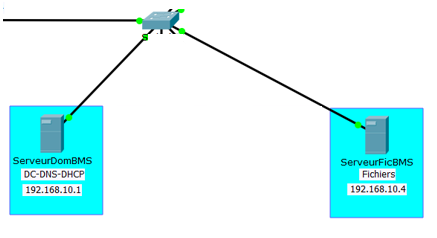 ServeurDomBMS
DC-DNS-DHCP
192.168.10.1
ServeurFicBMS
Fichiers
192.168.10.4